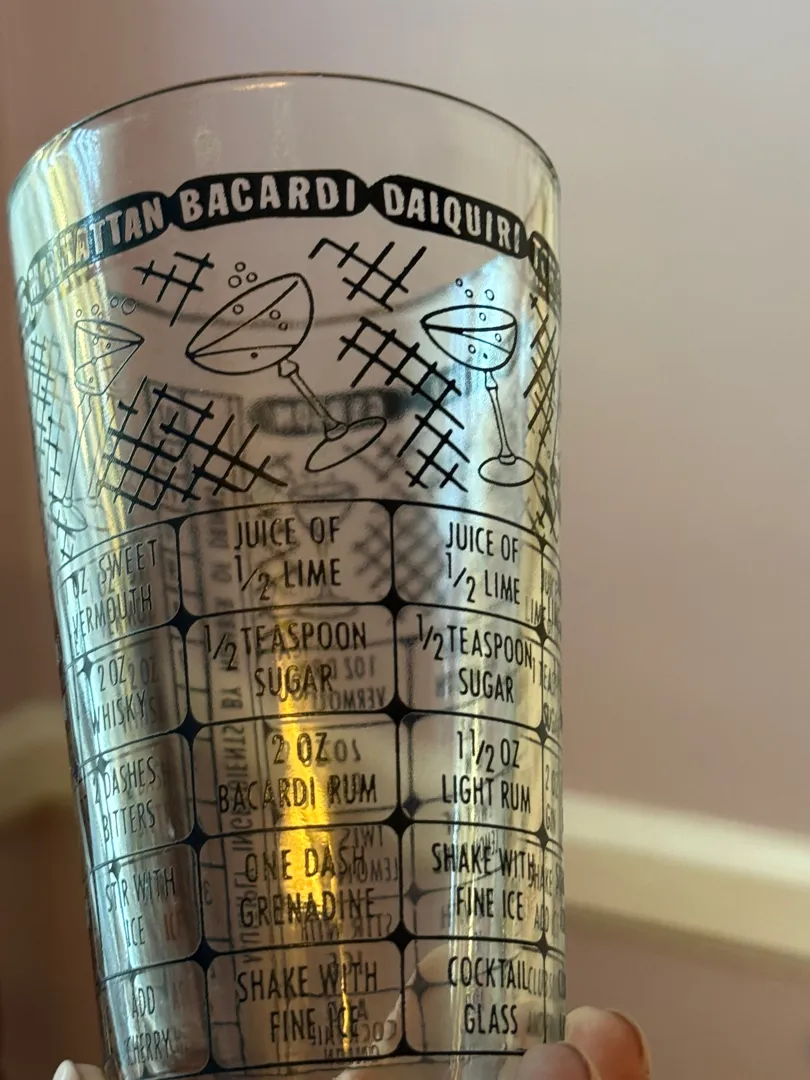 MANHATTAN BACARDI DAIQUIRI
OZ SWEET
VERMOUTH
2 OZ
WHISKY
2 DASHES
BITTERS
STIR WITH
ICE
ADD
CHERRY
JUICE OF
1/2 LIME
1/2 TEASPOON
SUGAR
2 OZ
BACARDI RUM
ONE DASH
GRENADINE
SHAKE WITH
FINE ICE
JUICE OF
1/2 LIME
1/2 TEASPOON
SUGAR
1 1/2 OZ
LIGHT RUM
SHAKE WITH
FINE ICE
COCKTAIL
GLASS